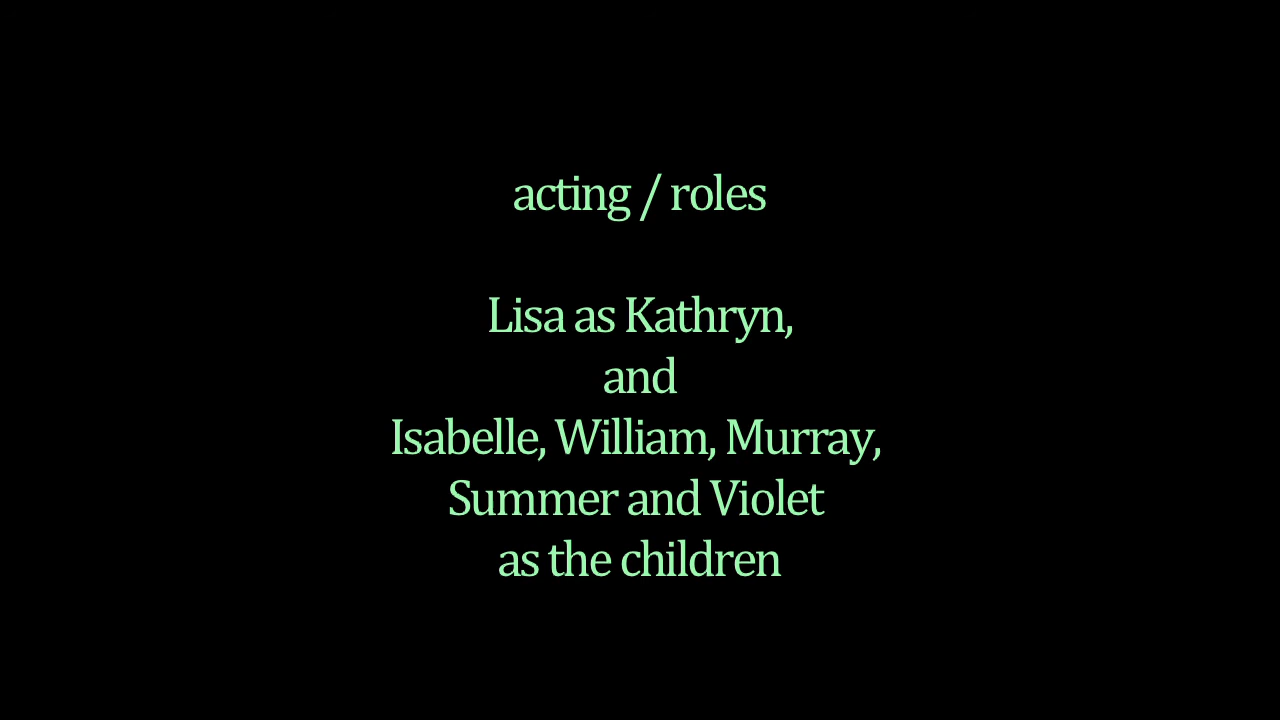 acting / roles
Lisa as Kathryn,
and
Isabelle, William, Murray,
Summer and Violet
as the children